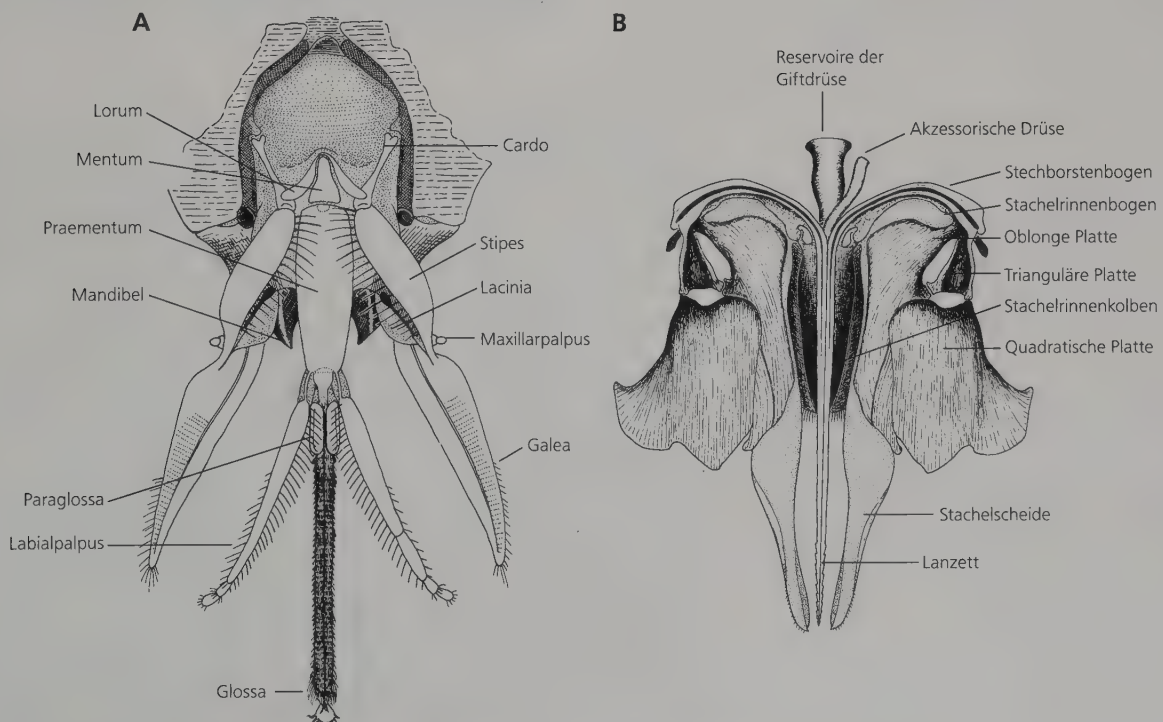 A
Lorum
Mentum
Praementum
Mandibel
Paraglossa
Labialpalpus
Glossa
Cardo
Stipes
Lacinia
Maxillarpalpus
Galea
B
Reservoire der
Giftdrüse
Akzessorische Drüse
Stechborstenbogen
Stachelrinnenbogen
Oblonge Platte
Trianguläre Platte
Stachelrinnenkolben
Quadratische Platte
Stachelscheide
Lanzett